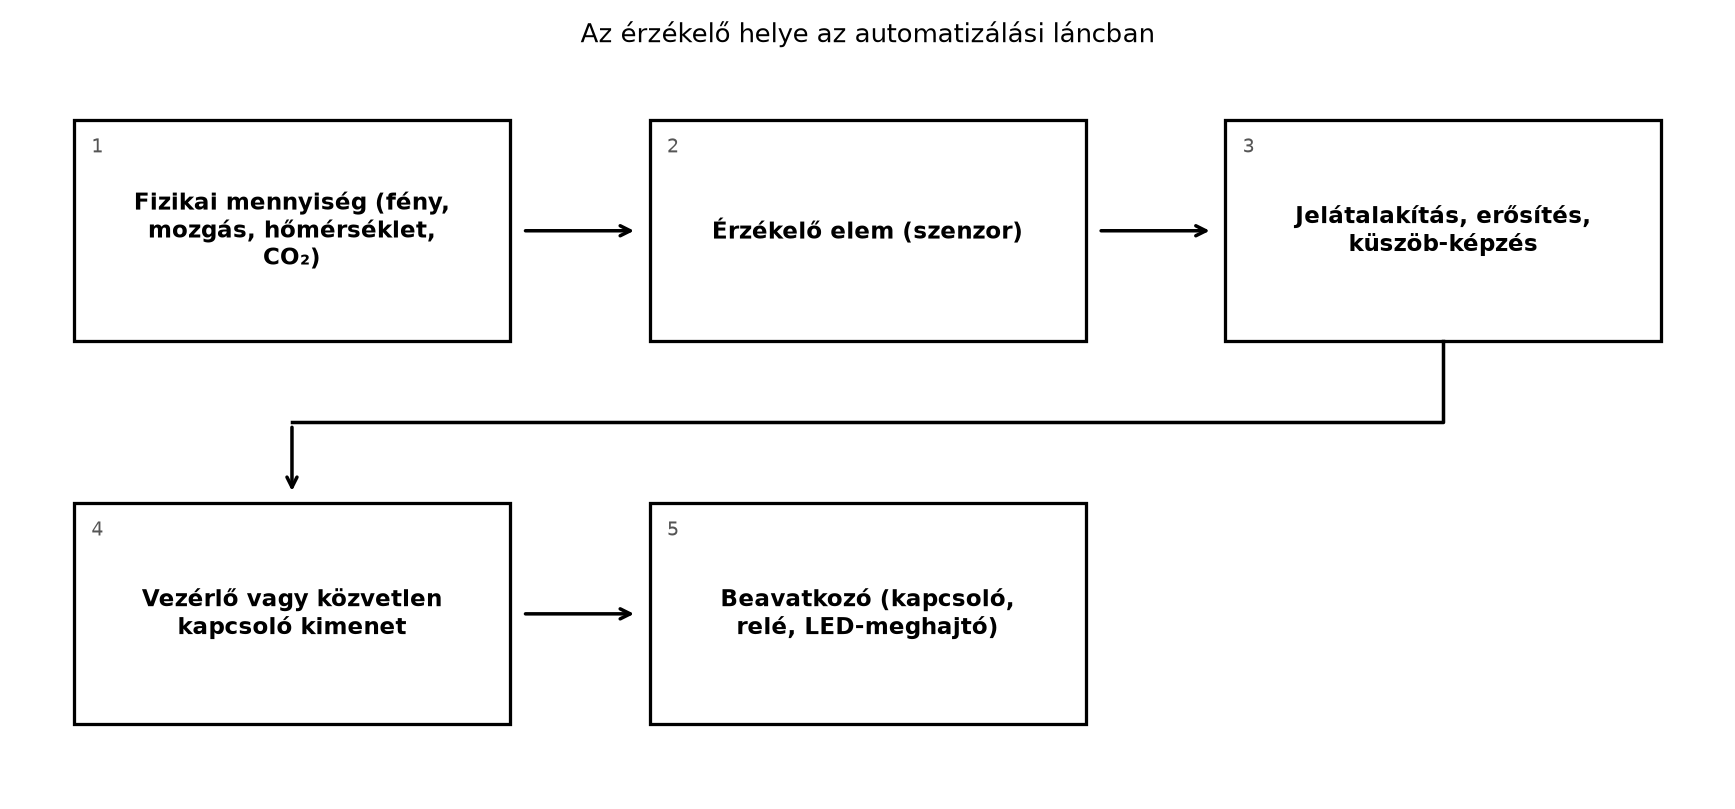 Az érzékelő helye az automatizálási láncban
1
Fizikai mennyiség (fény,
mozgás, hőmérséklet,
CO₂)
2
Érzékelő elem (szenzor)
3
Jelátalakítás, erősítés,
küszöb-képzés
4
Vezérlő vagy közvetlen
kapcsoló kimenet
5
Beavatkozó (kapcsoló,
relé, LED-meghajtó)